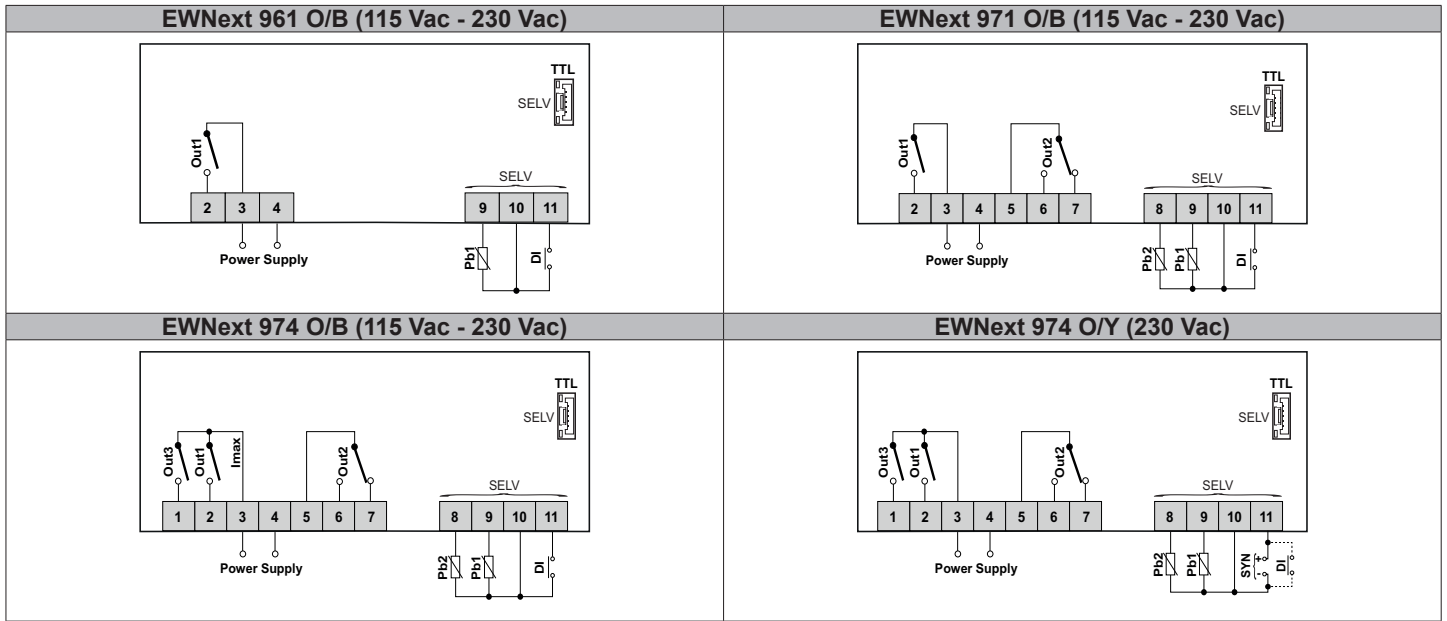 EWNext 961 O/B (115 Vac - 230 Vac)
TTL
SELV
Out1
SELV
2 3 4 9 10 11
Power Supply
Pb1
DI
EWNext 971 O/B (115 Vac - 230 Vac)
TTL
SELV
Out1
Out2
SELV
2 3 4 5 6 7 8 9 10 11
Power Supply
Pb2
Pb1
DI
EWNext 974 O/B (115 Vac - 230 Vac)
TTL
SELV
Out3
Out1
Imax
Out2
SELV
1 2 3 4 5 6 7 8 9 10 11
Power Supply
Pb2
Pb1
DI
EWNext 974 O/Y (230 Vac)
TTL
SELV
Out3
Out1
Out2
SELV
1 2 3 4 5 6 7 8 9 10 11
Power Supply
Pb2
Pb1
SYN
+
-
DI